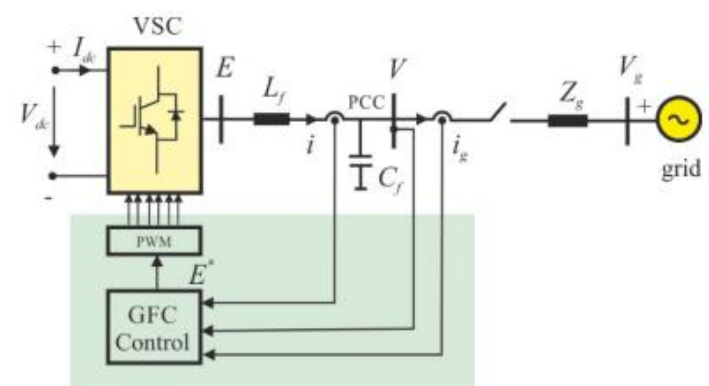 VSC
+ I_dc
E
L_f
PCC
V
Z_g
V_g
+
V_dc
i
C_f
i_g
~
grid
-
PWM
E*
GFC
Control